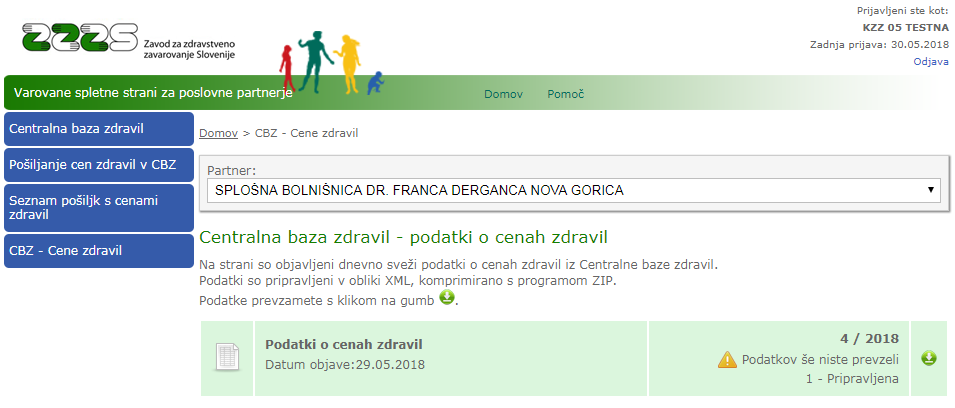 Prijavljeni ste kot:
KZZ 05 TESTNA
Zadnja prijava: 30.05.2018
Odjava
ZZZS
Zavod za zdravstveno
zavarovanje Slovenije
Varovane spletne strani za poslovne partnerje
Domov
Pomoč
Centralna baza zdravil
Pošiljanje cen zdravil v CBZ
Seznam pošiljk s cenami
zdravil
CBZ - Cene zdravil
Domov > CBZ - Cene zdravil
Partner:
SPLOŠNA BOLNIŠNICA DR. FRANCA DERGANCA NOVA GORICA
Centralna baza zdravil - podatki o cenah zdravil
Na strani so objavljeni dnevno sveži podatki o cenah zdravil iz Centralne baze zdravil.
Podatki so pripravljeni v obliki XML, komprimirano s programom ZIP.
Podatke prevzamete s klikom na gumb .
Podatki o cenah zdravil
Datum objave:29.05.2018
4 / 2018
Podatkov še niste prevzeli
1 - Pripravljena